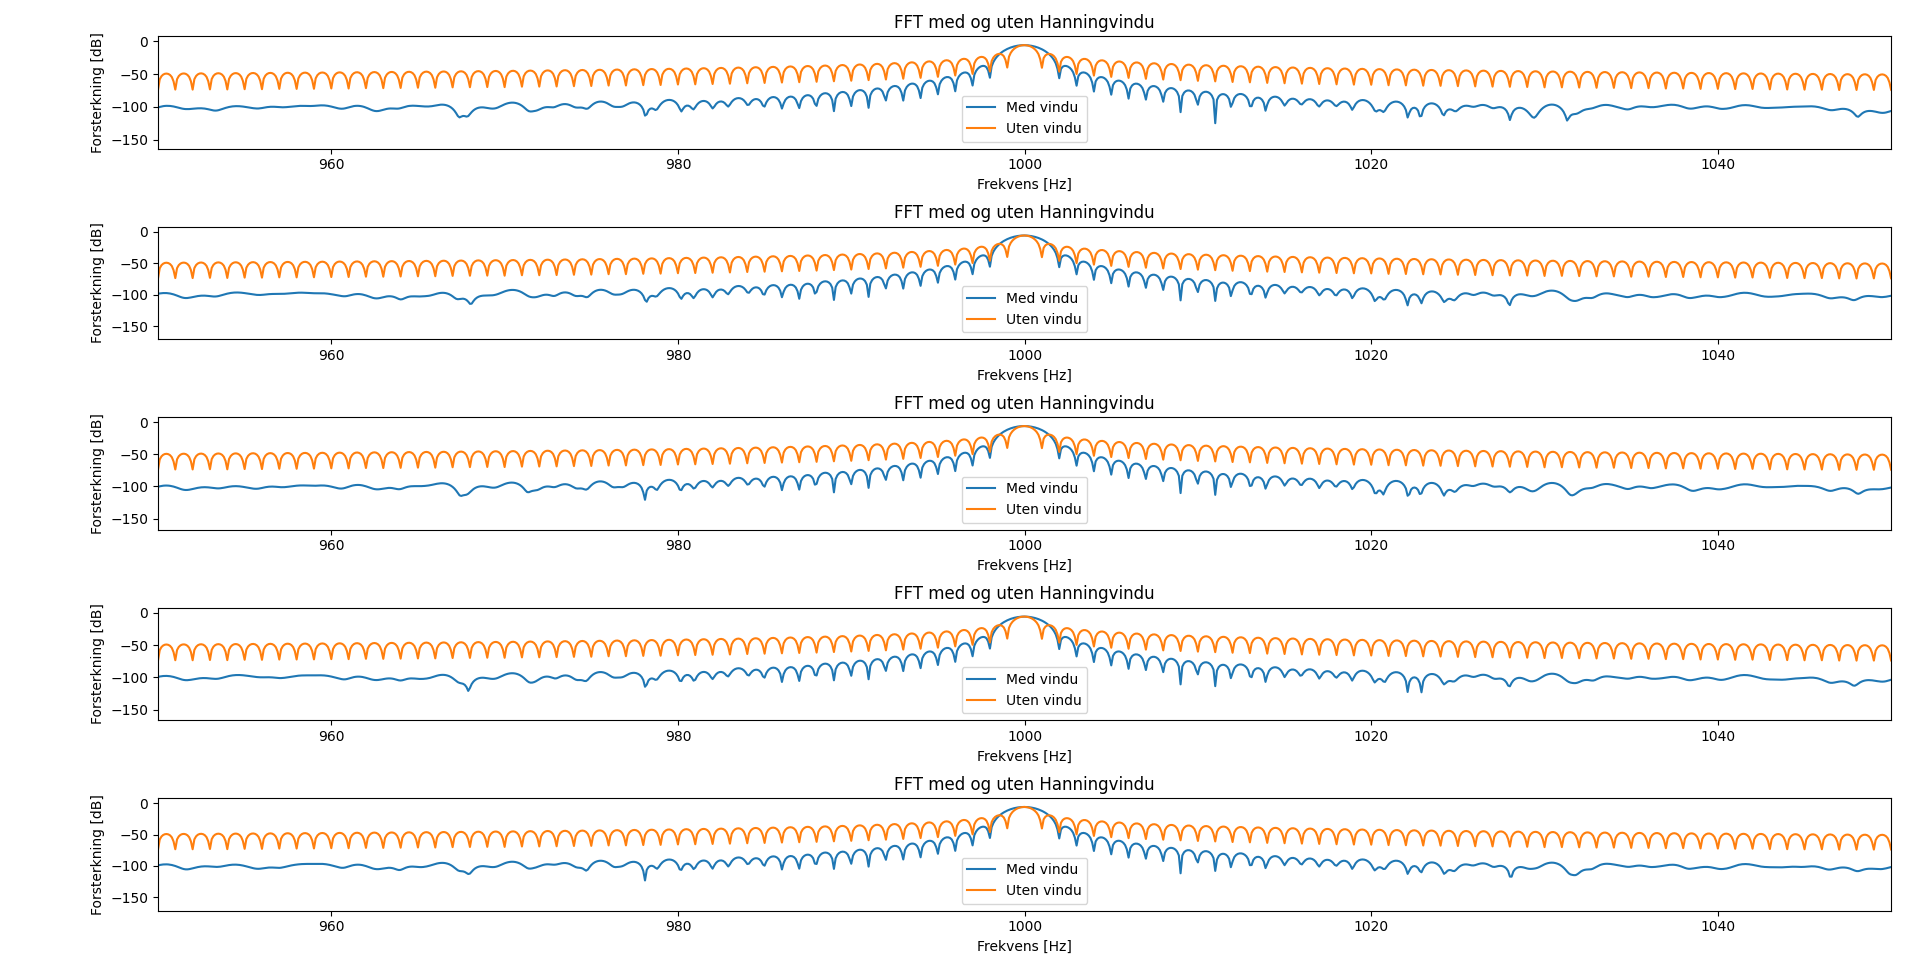 FFT med og uten Hanningvindu
Forsterkning [dB]
0
−50
−100
−150
Med vindu
Uten vindu
960
980
1000
1020
1040
Frekvens [Hz]
FFT med og uten Hanningvindu
Forsterkning [dB]
0
−50
−100
−150
Med vindu
Uten vindu
960
980
1000
1020
1040
Frekvens [Hz]
FFT med og uten Hanningvindu
Forsterkning [dB]
0
−50
−100
−150
Med vindu
Uten vindu
960
980
1000
1020
1040
Frekvens [Hz]
FFT med og uten Hanningvindu
Forsterkning [dB]
0
−50
−100
−150
Med vindu
Uten vindu
960
980
1000
1020
1040
Frekvens [Hz]
FFT med og uten Hanningvindu
Forsterkning [dB]
0
−50
−100
−150
Med vindu
Uten vindu
960
980
1000
1020
1040
Frekvens [Hz]